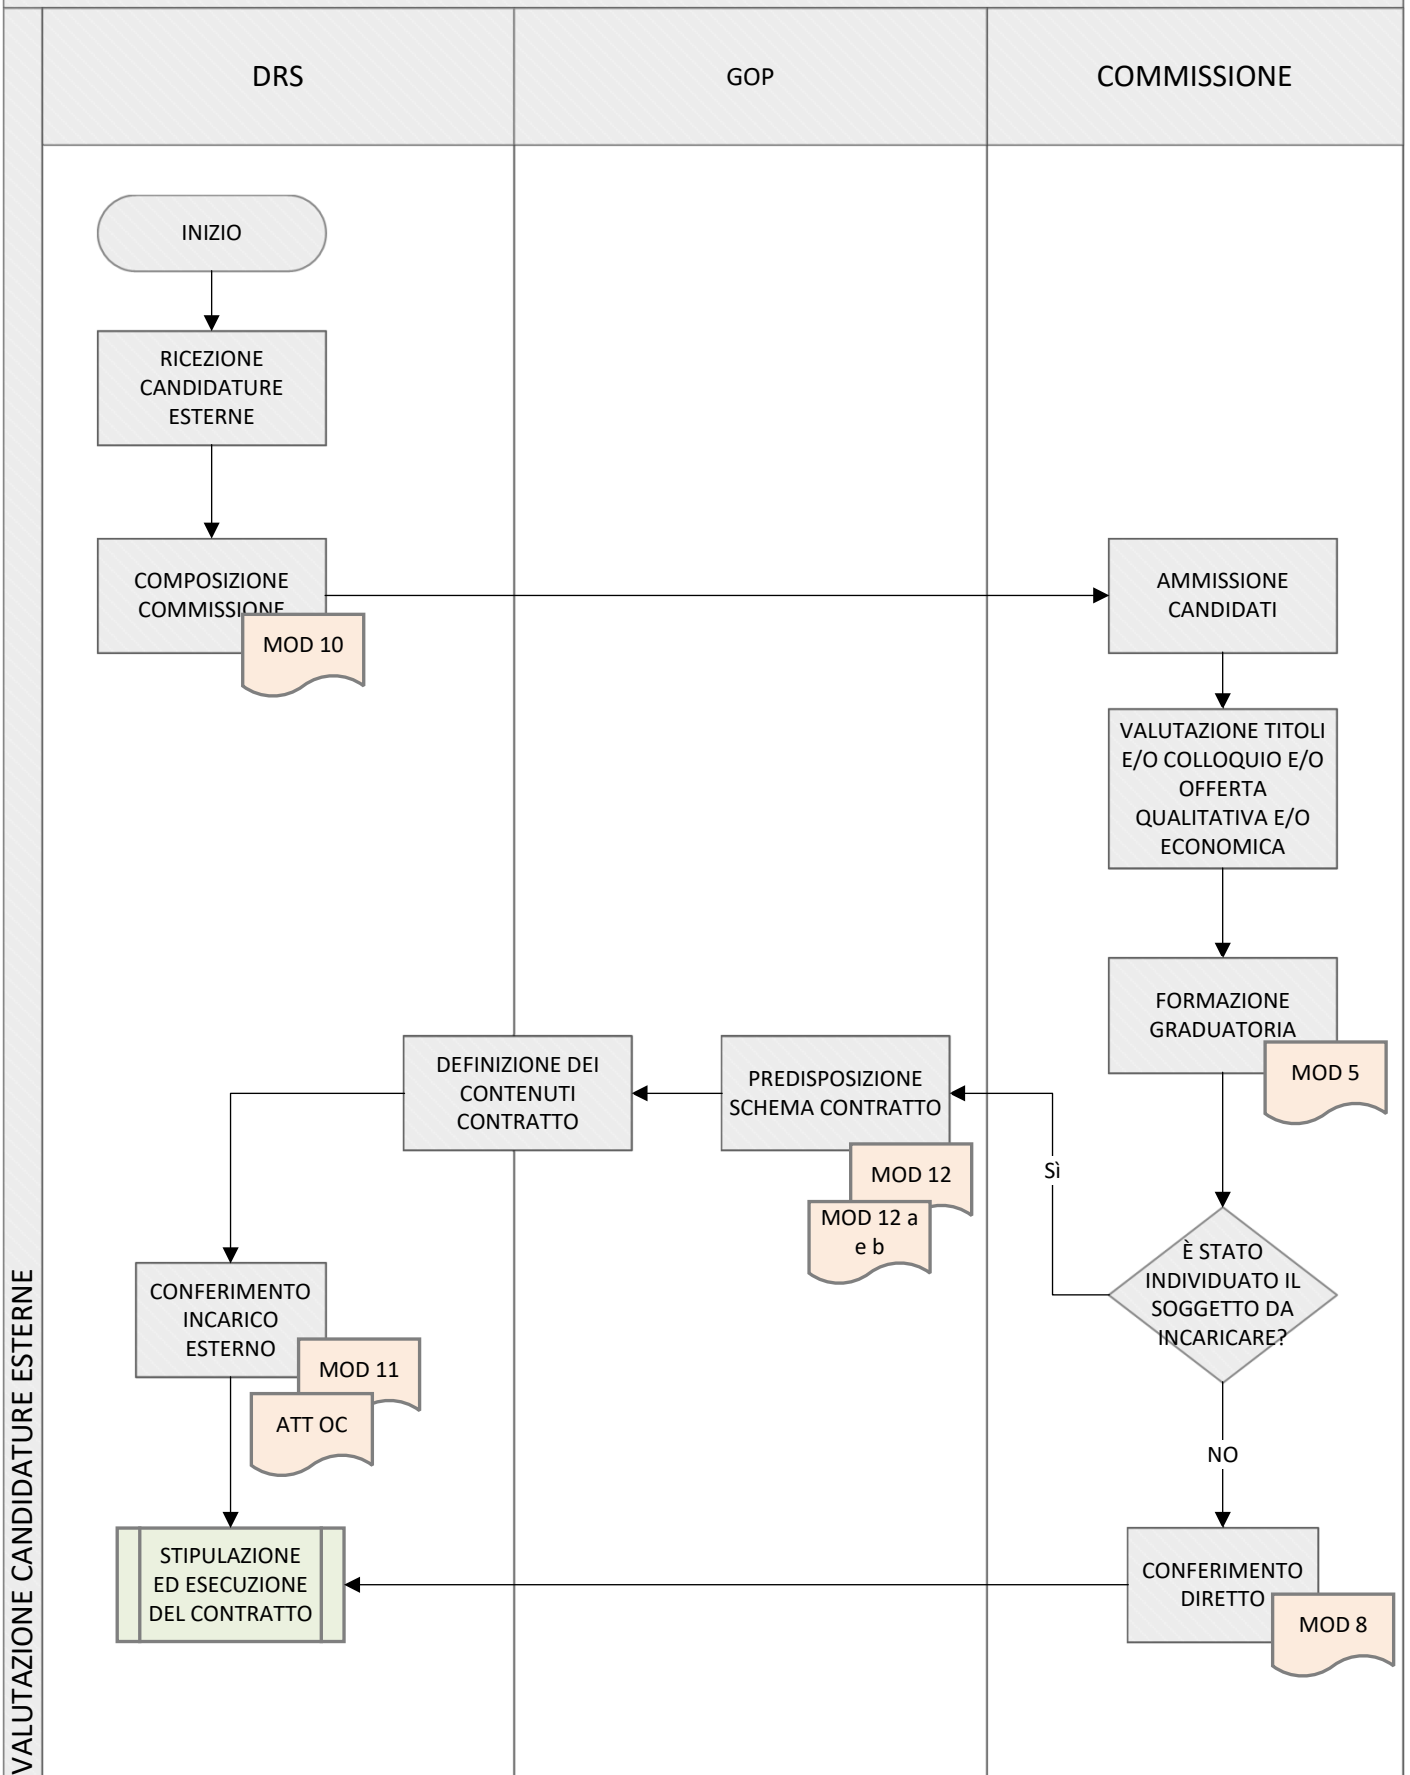 DRS
GOP
COMMISSIONE
INIZIO
RICEZIONE
CANDIDATURE
ESTERNE
COMPOSIZIONE
COMMISSIONE
MOD 10
AMMISSIONE
CANDIDATI
VALUTAZIONE TITOLI
E/O COLLOQUIO E/O
OFFERTA
QUALITATIVA E/O
ECONOMICA
FORMAZIONE
GRADUATORIA
MOD 5
DEFINIZIONE DEI
CONTENUTI
CONTRATTO
PREDISPOSIZIONE
SCHEMA CONTRATTO
MOD 12
MOD 12 a
e b
Sì
È STATO
INDIVIDUATO IL
SOGGETTO DA
INCARICARE?
CONFERIMENTO
INCARICO
ESTERNO
MOD 11
ATT OC
NO
STIPULAZIONE
ED ESECUZIONE
DEL CONTRATTO
CONFERIMENTO
DIRETTO
MOD 8
VALUTAZIONE CANDIDATURE ESTERNE